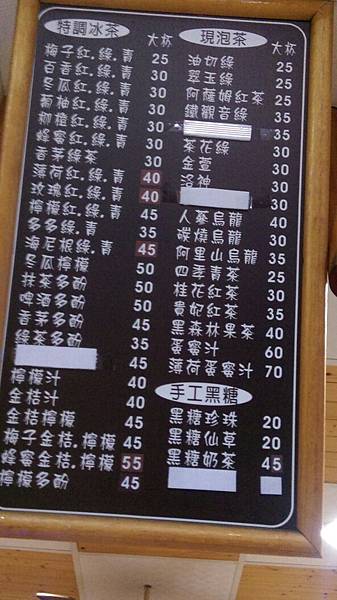 特調冰茶 大杯
梅子紅.綠.青 25
百香紅.綠.青 30
冬瓜紅.綠.青 30
葡柚紅.綠.青 30
柳橙紅.綠.青 30
蜂蜜紅.綠.青 30
香茅綠茶 30
薄荷紅.綠.青 40
玫瑰紅.綠.青 40
檸檬紅.綠.青 45
多多綠.青 35
海尼根綠.青 45
冬瓜檸檬 50
抹茶多酚 50
啤酒多酚 50
香茅多酚 45
綠茶多酚 35
檸檬汁 45
金桔汁 45
金桔檸檬 45
梅子金桔.檸檬 45
蜂蜜金桔.檸檬 55
檸檬多酚 45
現泡茶 大杯
油切綠 25
翠玉綠 25
阿薩姆紅茶 25
鐵觀音綠 35
35
茶花綠 30
金萱 30
洛神 30
30
人蔘烏龍 40
碳燒烏龍 30
阿里山烏龍 35
四季青茶 30
桂花紅茶 30
貴妃紅茶 35
黑森林果茶 40
蛋蜜汁 60
薄荷蛋蜜汁 70
手工黑糖
黑糖珍珠 20
黑糖仙草 20
黑糖奶茶 45